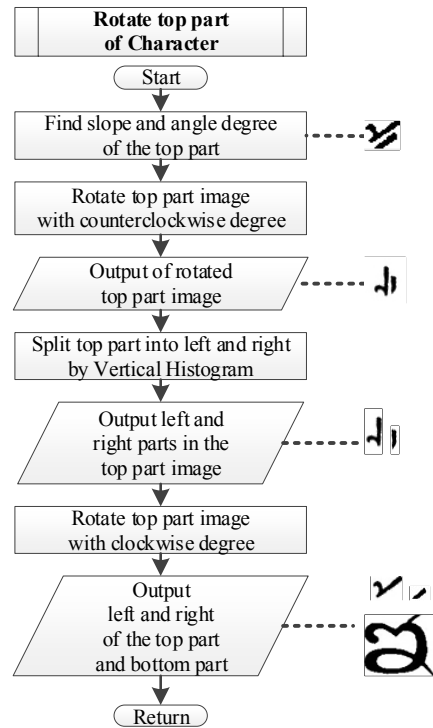 Rotate top part
of Character
Start
Find slope and angle degree
of the top part
Rotate top part image
with counterclockwise degree
Output of rotated
top part image
Split top part into left and right
by Vertical Histogram
Output left and
right parts in the
top part image
Rotate top part image
with clockwise degree
Output
left and right
of the top part
and bottom part
Return